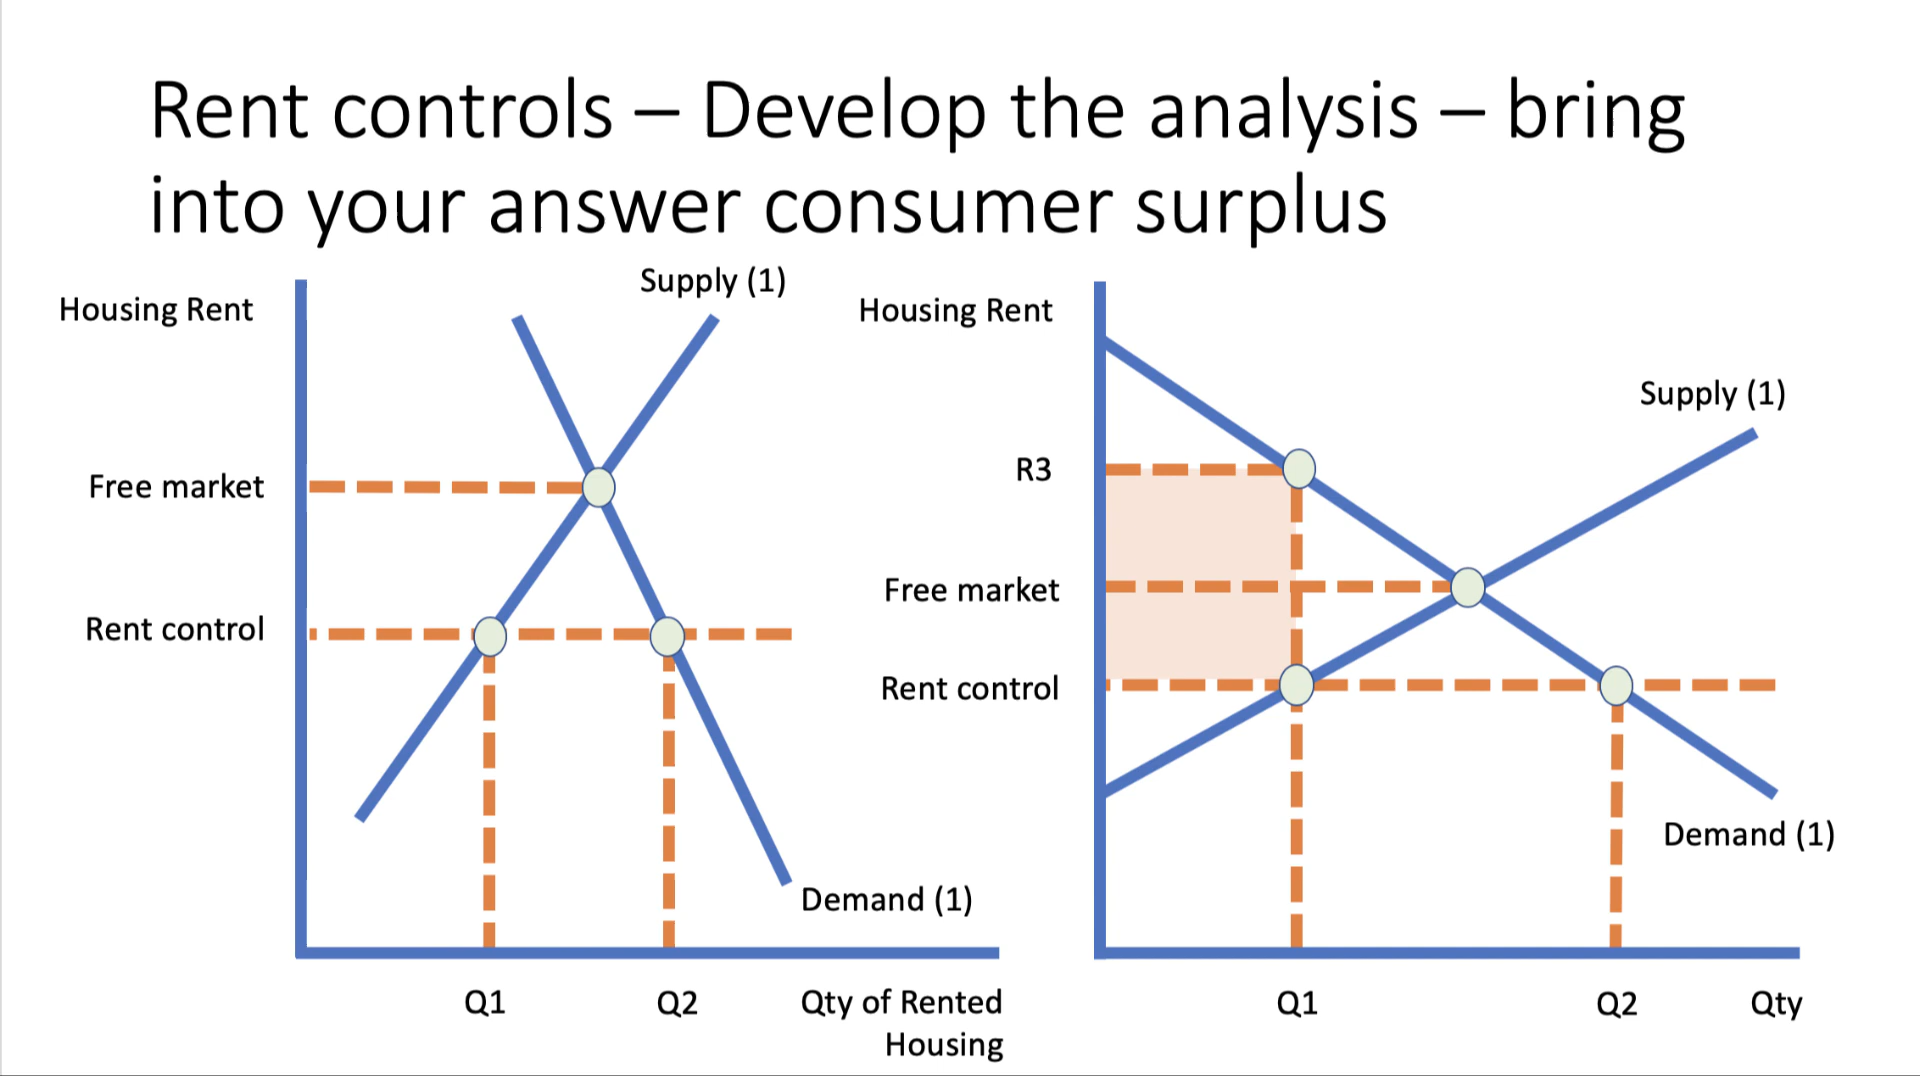 Rent controls – Develop the analysis – bring
into your answer consumer surplus
Supply (1)
Housing Rent
Free market
Rent control
Demand (1)
Q1
Q2
Qty of Rented
Housing
Housing Rent
Supply (1)
R3
Free market
Rent control
Demand (1)
Q1
Q2
Qty